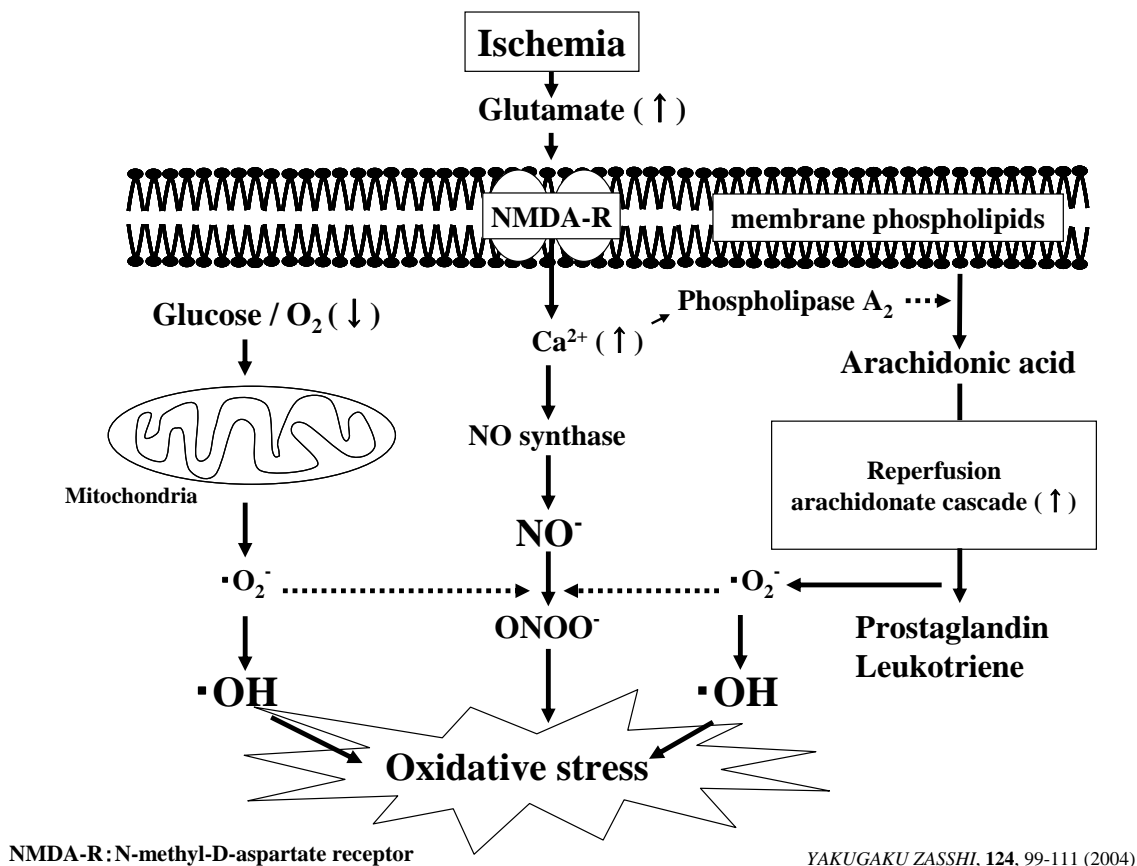 Ischemia
Glutamate (↑)
NMDA-R
membrane phospholipids
Glucose / O₂ (↓)
Ca²⁺ (↑)
Phospholipase A₂
Arachidonic acid
Mitochondria
NO synthase
Reperfusion
arachidonate cascade (↑)
NO⁻
·O₂⁻
·O₂⁻
ONOO⁻
Prostaglandin
Leukotriene
·OH
·OH
Oxidative stress
NMDA-R: N-methyl-D-aspartate receptor
YAKUGAKU ZASSHI, 124, 99-111 (2004)